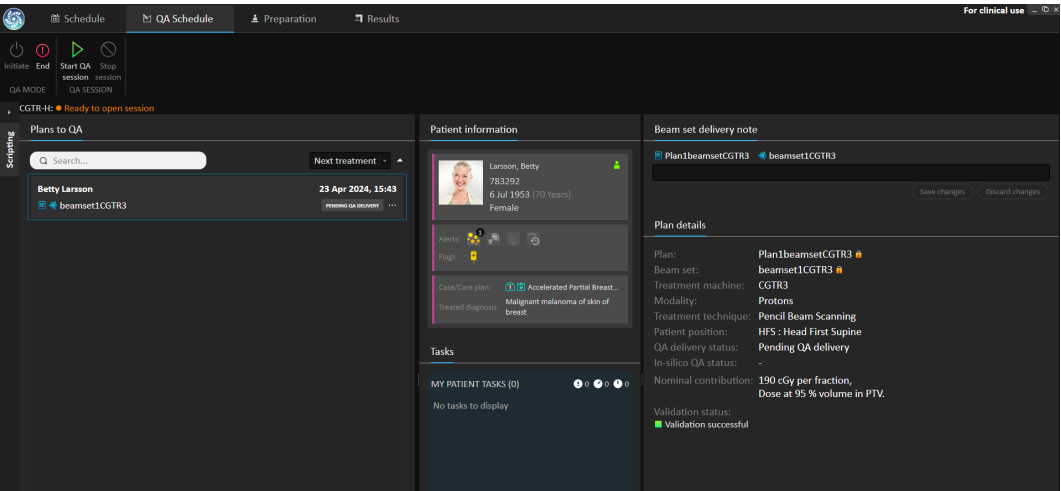 For clinical use
Schedule
QA Schedule
Preparation
Results
Initiate
End
Start QA session
Stop session
QA MODE
QA SESSION
CGTR-H: Ready to open session
Scripting
Plans to QA
Search...
Next treatment
Betty Larsson
23 Apr 2024, 15:43
beamset1CGTR3
PENDING QA DELIVERY
Patient information
Larsson, Betty
783292
6 Jul 1953 (70 Years)
Female
Alerts: 1
Flags:
Case/Care plan: 1 Accelerated Partial Breast...
Treated diagnosis: Malignant melanoma of skin of breast
Tasks
MY PATIENT TASKS (0)
0 0 0
No tasks to display
Beam set delivery note
Plan1beamsetCGTR3 beamset1CGTR3
Save changes
Discard changes
Plan details
Plan: Plan1beamsetCGTR3
Beam set: beamset1CGTR3
Treatment machine: CGTR3
Modality: Protons
Treatment technique: Pencil Beam Scanning
Patient position: HFS : Head First Supine
QA delivery status: Pending QA delivery
In-silico QA status: -
Nominal contribution: 190 cGy per fraction,
Dose at 95 % volume in PTV.
Validation status:
Validation successful